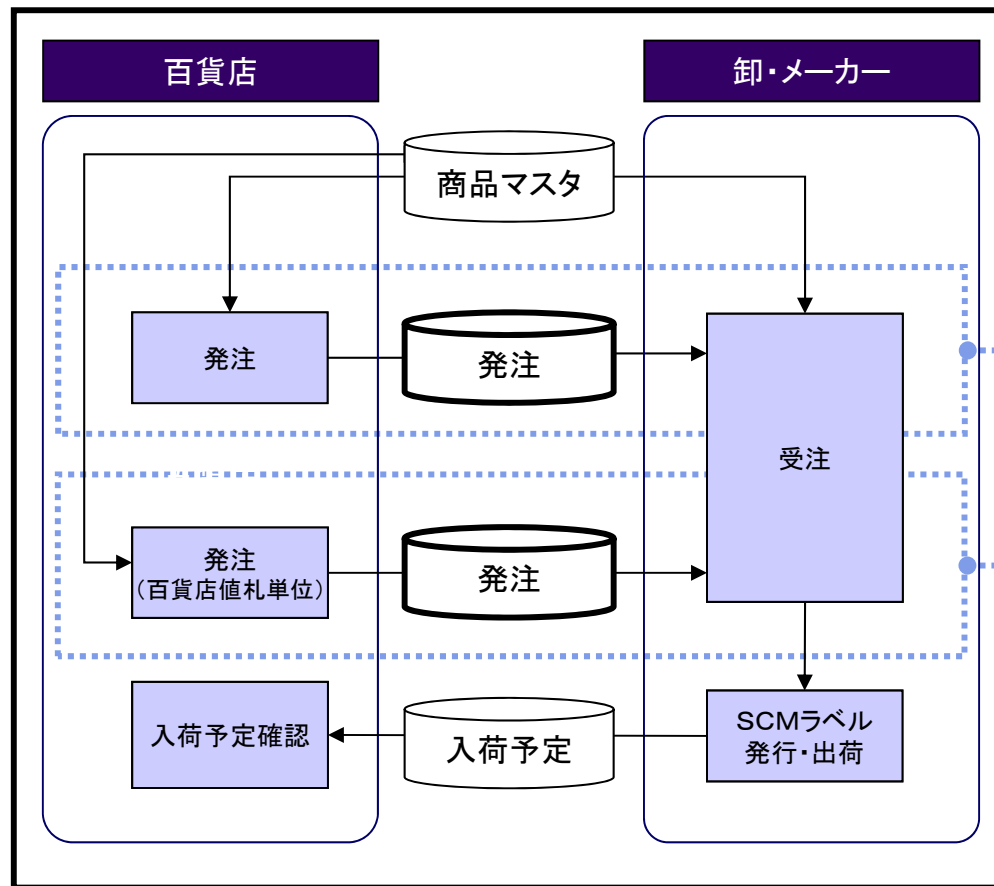 百貨店
卸・メーカー
商品マスタ
発注
発注
受注
発注
（百貨店値札単位）
発注
入荷予定確認
入荷予定
SCMラベル
発行・出荷